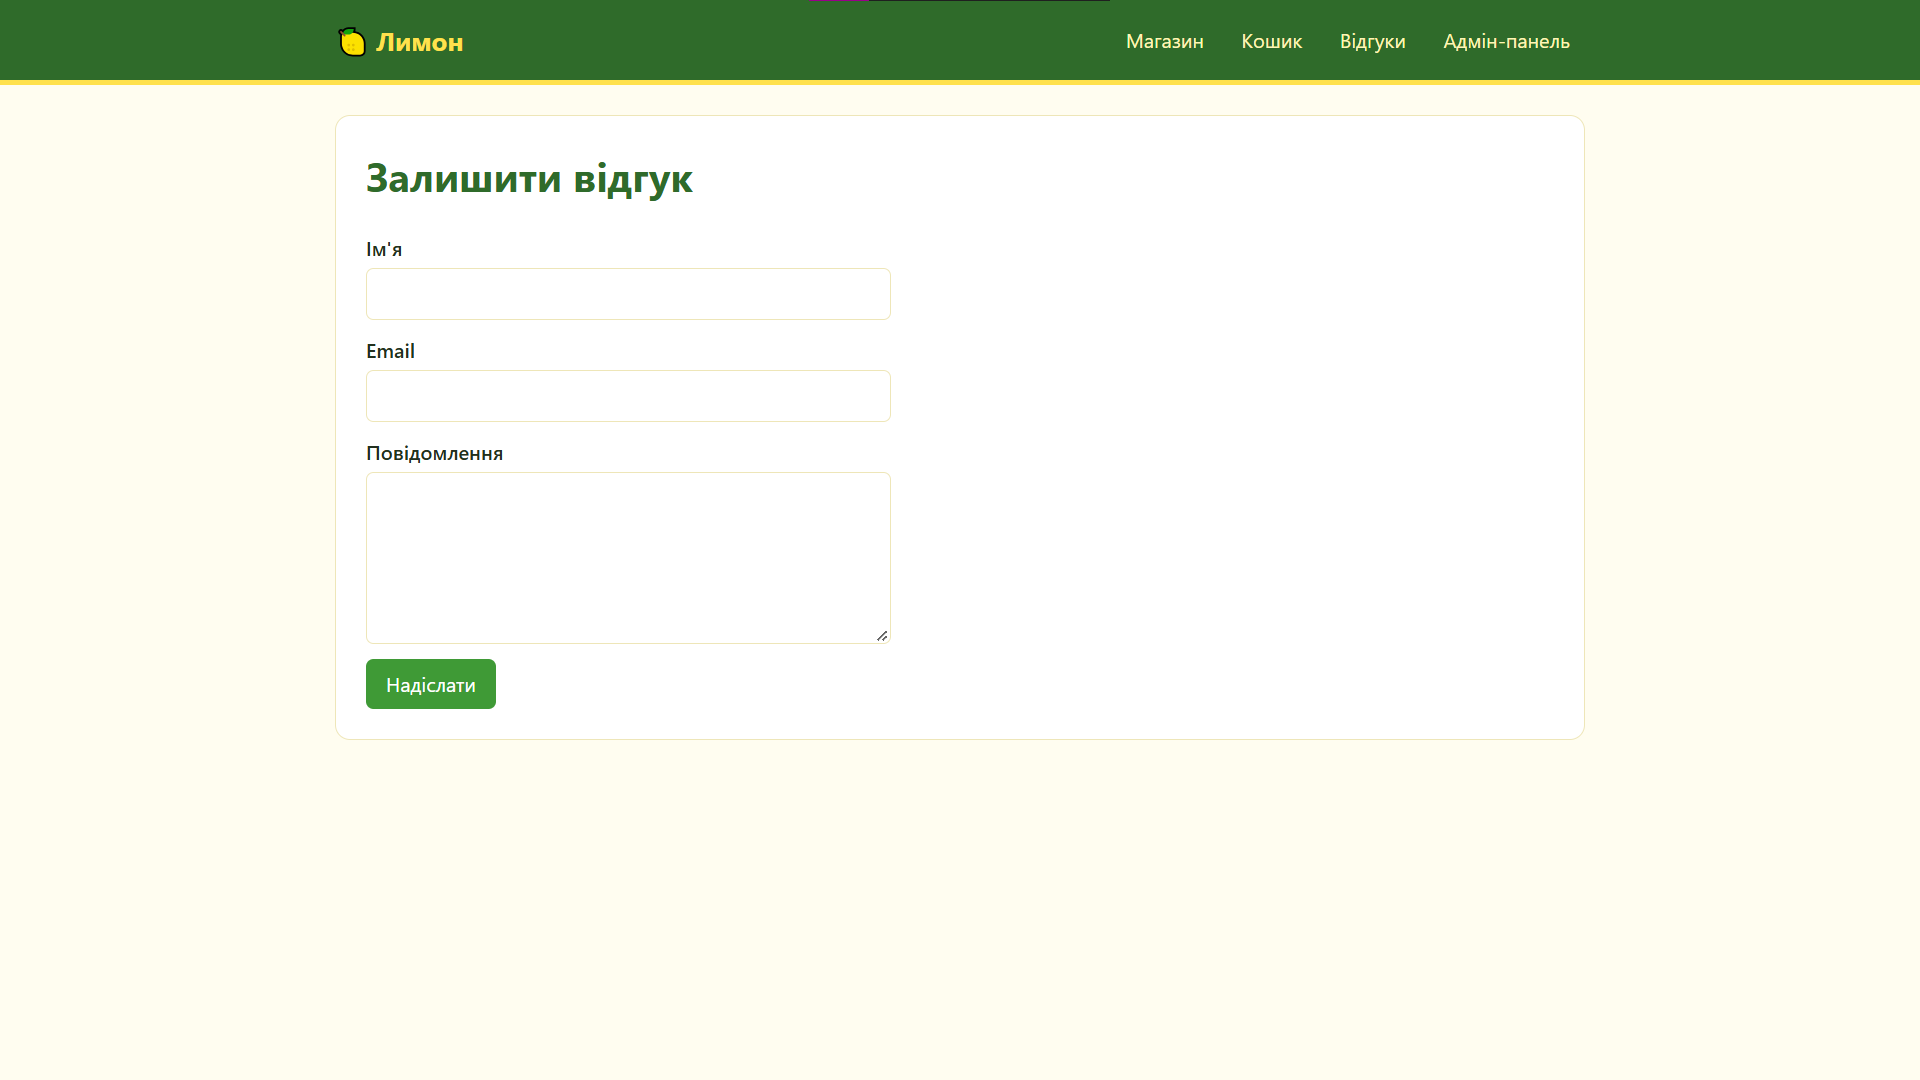 Лимон
Магазин Кошик Відгуки Адмін-панель
Залишити відгук
Ім'я
Email
Повідомлення
Надіслати